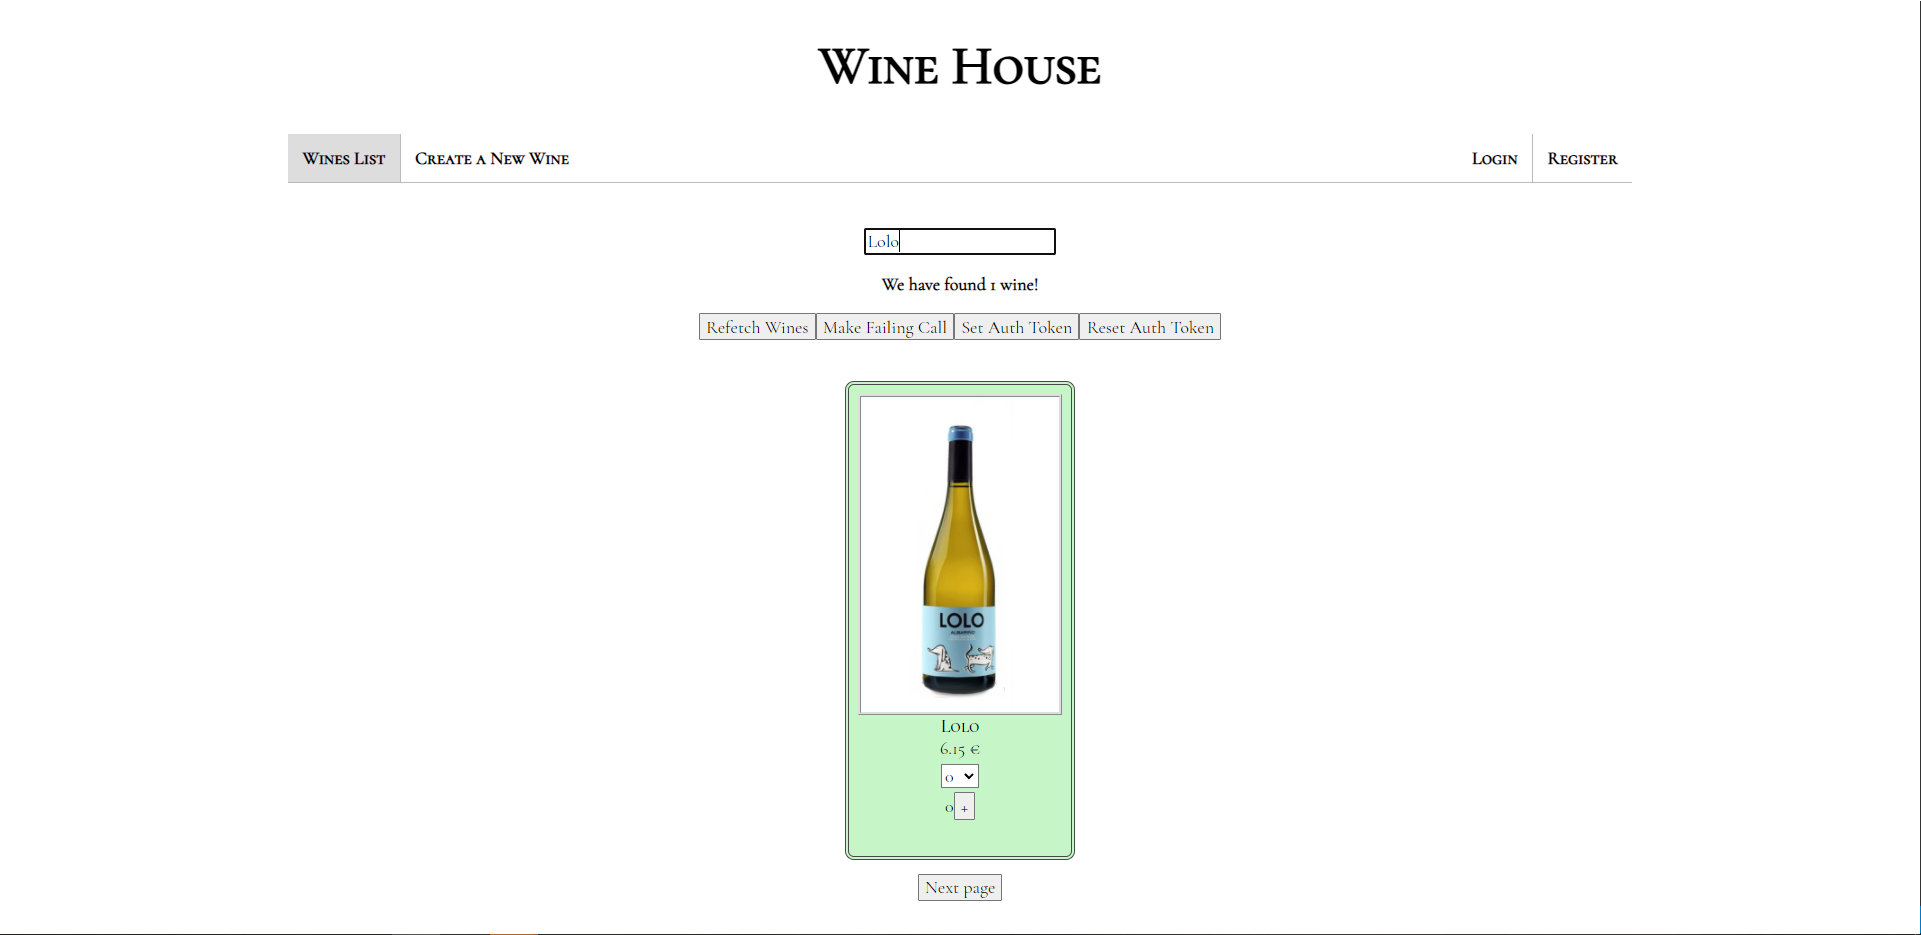 Wine House
Wines List Create a New Wine Login Register
Lolo
We have found 1 wine!
Refetch Wines Make Failing Call Set Auth Token Reset Auth Token
LOLO
ALBARIÑO
Lolo
6.15 €
0
0 +
Next page